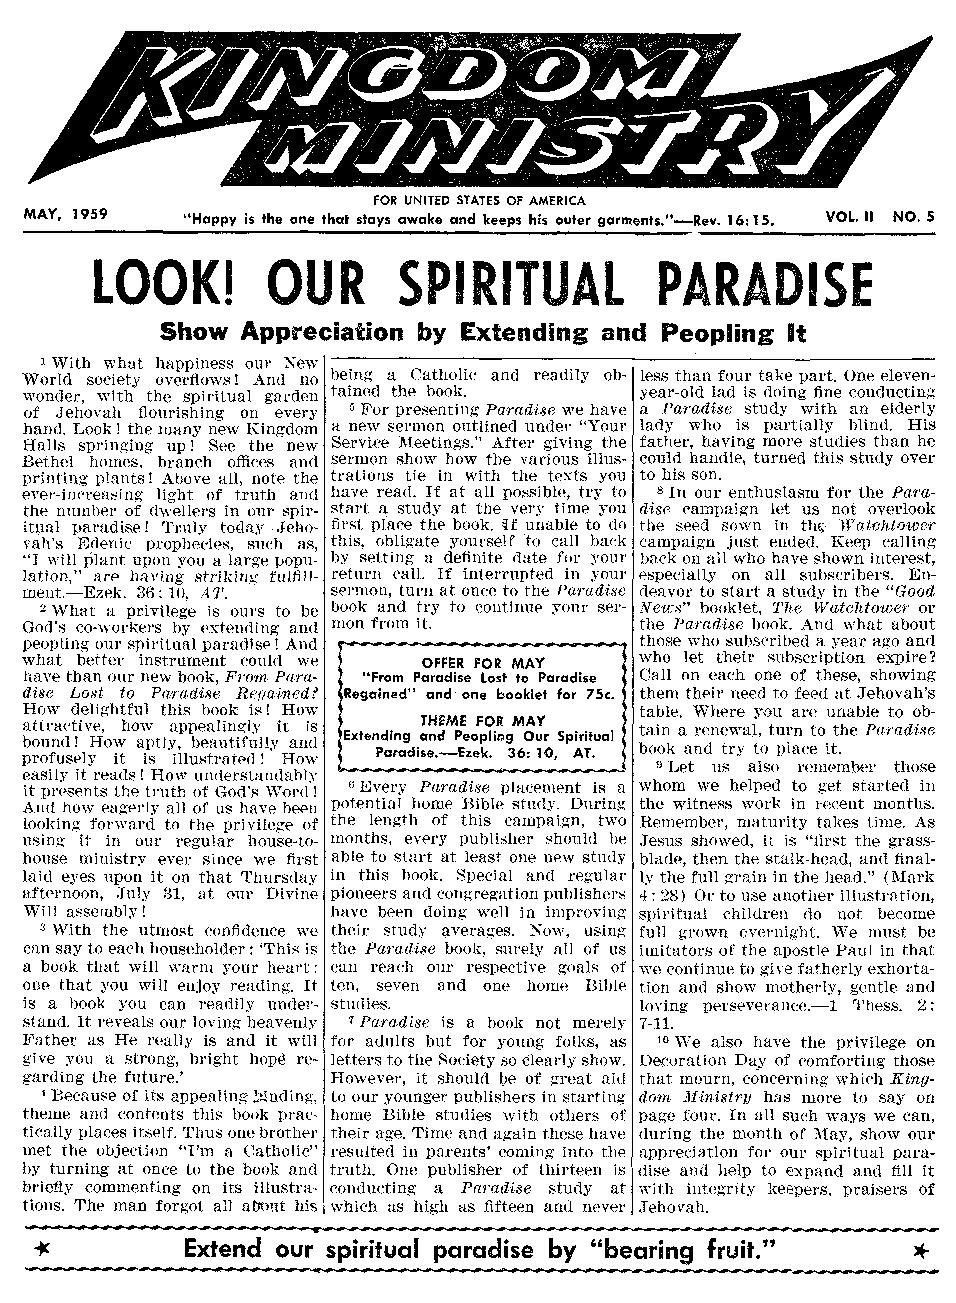 KINGDOM
MINISTRY
FOR UNITED STATES OF AMERICA
MAY, 1959
"Happy is the one that stays awake and keeps his outer garments."—Rev. 16:15.
VOL. II NO. 5
LOOK! OUR SPIRITUAL PARADISE
Show Appreciation by Extending and Peopling It
1 With what happiness our New
World society overflows! And no
wonder, with the spiritual garden
of Jehovah flourishing on every
hand. Look! the many new Kingdom
Halls springing up! See the new
Bethel homes, branch offices and
printing plants! Above all, note the
ever-increasing light of truth and
the number of dwellers in our spir-
itual paradise! Truly today Jeho-
vah's Edenic prophecies, such as,
"I will plant upon you a large popu-
lation," are having striking fulfill-
ment.—Ezek. 36:10, AT.
2 What a privilege is ours to be
God's co-workers by extending and
peopling our spiritual paradise! And
what better instrument could we
have than our new book, From Para-
dise Lost to Paradise Regained?
How delightful this book is! How
attractive, how appealingly it is
bound! How aptly, beautifully and
profusely it is illustrated! How
easily it reads! How understandably
it presents the truth of God's Word!
And how eagerly all of us have been
looking forward to the privilege of
using it in our regular house-to-
house ministry ever since we first
laid eyes upon it on that Thursday
afternoon, July 31, at our Divine
Will assembly!
3 With the utmost confidence we
can say to each householder: 'This is
a book that will warm your heart;
one that you will enjoy reading. It
is a book you can readily under-
stand. It reveals our loving heavenly
Father as He really is and it will
give you a strong, bright hope re-
garding the future.'
4 Because of its appealing binding,
theme and contents this book prac-
tically places itself. Thus one brother
met the objection "I'm a Catholic"
by turning at once to the book and
briefly commenting on its illustra-
tions. The man forgot all about his
being a Catholic and readily ob-
tained the book.
5 For presenting Paradise we have
a new sermon outlined under "Your
Service Meetings." After giving the
sermon show how the various illus-
trations tie in with the texts you
have read. If at all possible, try to
start a study at the very time you
first place the book. If unable to do
this, obligate yourself to call back
by setting a definite date for your
return call. If interrupted in your
sermon, turn at once to the Paradise
book and try to continue your ser-
mon from it.
OFFER FOR MAY
"From Paradise Lost to Paradise
Regained" and one booklet for 75c.
THEME FOR MAY
Extending and Peopling Our Spiritual
Paradise.—Ezek. 36:10, AT.
6 Every Paradise placement is a
potential home Bible study. During
the length of this campaign, two
months, every publisher should be
able to start at least one new study
in this book. Special and regular
pioneers and congregation publishers
have been doing well in improving
their study averages. Now, using
the Paradise book, surely all of us
can reach our respective goals of
ten, seven and one home Bible
studies.
7 Paradise is a book not merely
for adults but for young folks, as
letters to the Society so clearly show.
However, it should be of great aid
to our younger publishers in starting
home Bible studies with others of
their age. Time and again these have
resulted in parents' coming into the
truth. One publisher of thirteen is
conducting a Paradise study at
which as high as fifteen and never
less than four take part. One eleven-
year-old lad is doing fine conducting
a Paradise study with an elderly
lady who is partially blind. His
father, having more studies than he
could handle, turned this study over
to his son.
8 In our enthusiasm for the Para-
dise campaign let us not overlook
the seed sown in the Watchtower
campaign just ended. Keep calling
back on all who have shown interest,
especially on all subscribers. En-
deavor to start a study in the "Good
News" booklet, The Watchtower or
the Paradise book. And what about
those who subscribed a year ago and
who let their subscription expire?
Call on each one of these, showing
them their need to feed at Jehovah's
table. Where you are unable to ob-
tain a renewal, turn to the Paradise
book and try to place it.
9 Let us also remember those
whom we helped to get started in
the witness work in recent months.
Remember, maturity takes time. As
Jesus showed, it is "first the grass-
blade, then the stalk-head, and final-
ly the full grain in the head." (Mark
4:28) Or to use another illustration,
spiritual children do not become
full grown overnight. We must be
imitators of the apostle Paul in that
we continue to give fatherly exhorta-
tion and show motherly, gentle and
loving perseverance.—1 Thess. 2:
7-11.
10 We also have the privilege on
Decoration Day of comforting those
that mourn, concerning which King-
dom Ministry has more to say on
page four. In all such ways we can,
during the month of May, show our
appreciation for our spiritual para-
dise and help to expand and fill it
with integrity keepers, praisers of
Jehovah.
★ Extend our spiritual paradise by "bearing fruit." ★